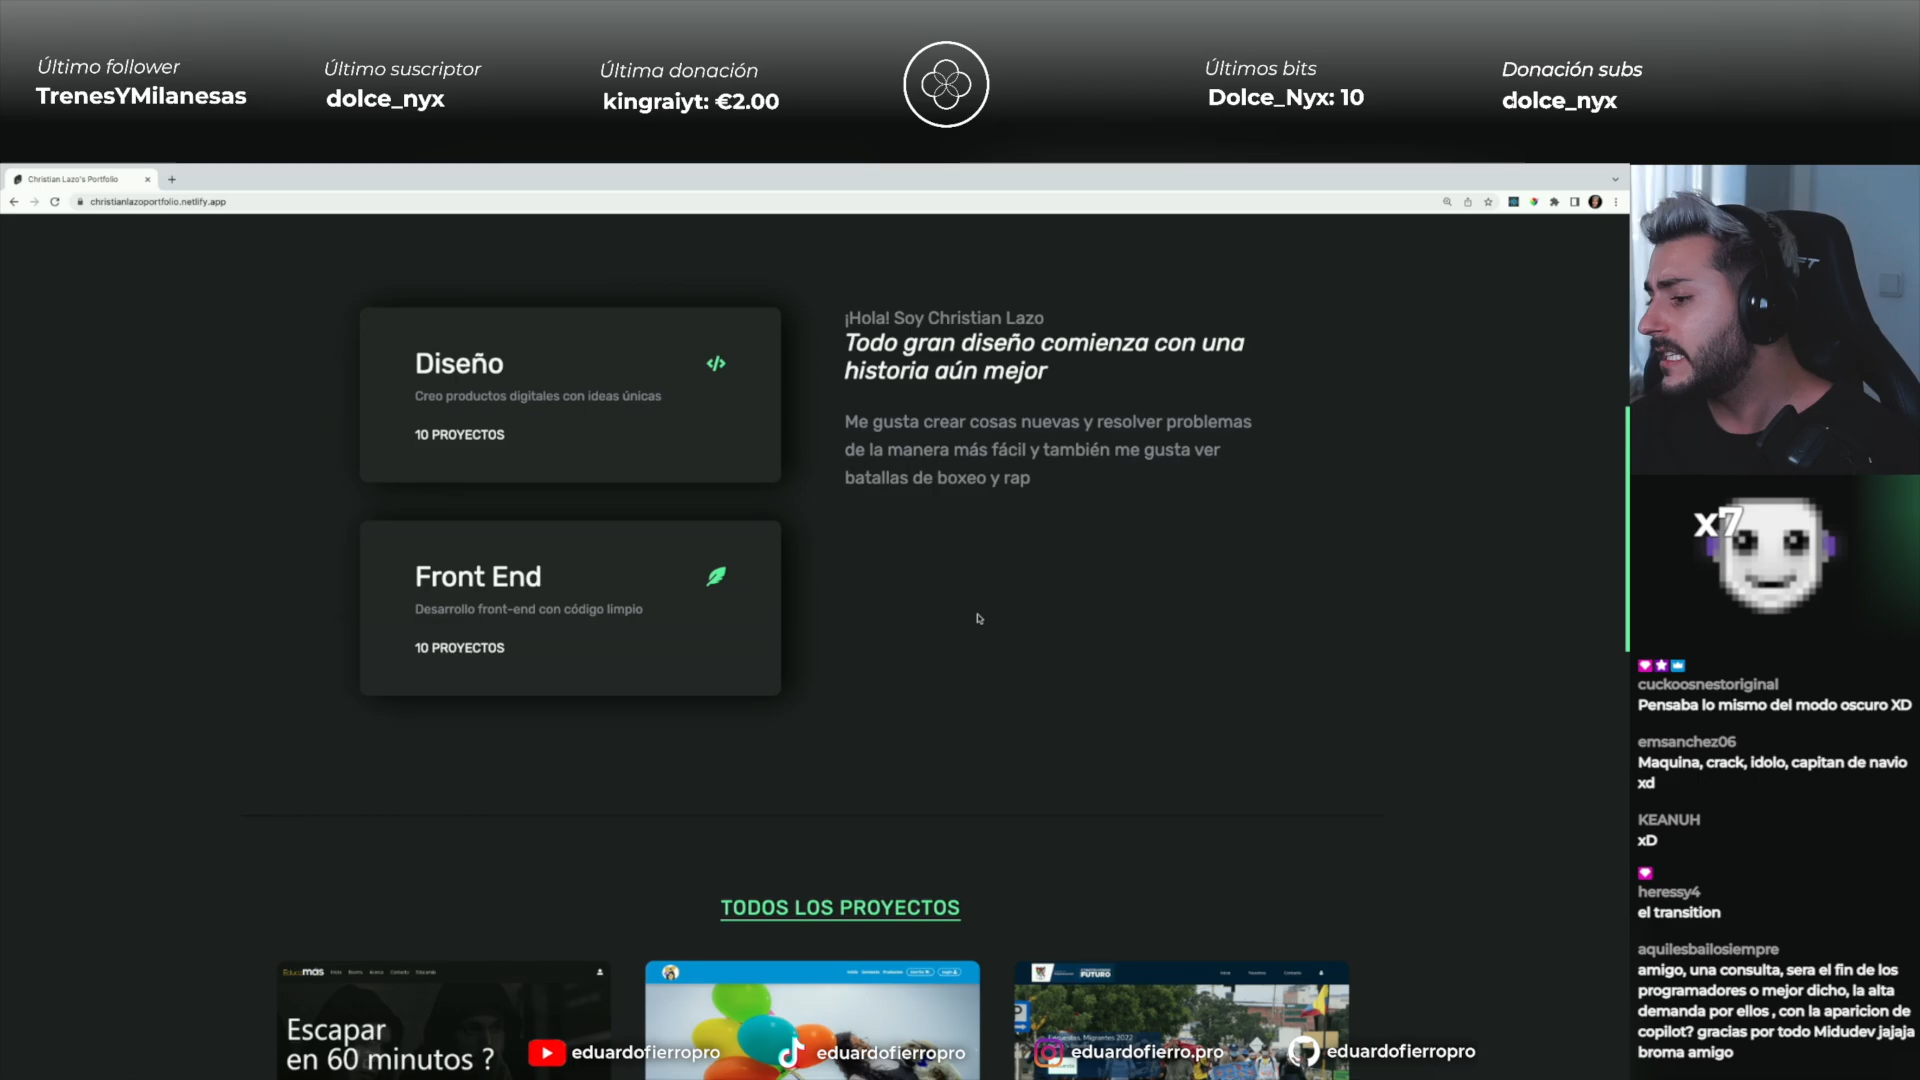 Último follower
TrenesYMilanesas
Último suscriptor
dolce_nyx
Última donación
kingraiyt: €2.00
Últimos bits
Dolce_Nyx: 10
Donación subs
dolce_nyx
Christian Lazo's Portfolio
christianlazoportfolio.netlify.app
Diseño
Creo productos digitales con ideas únicas
10 PROYECTOS
Front End
Desarrollo front-end con código limpio
10 PROYECTOS
¡Hola! Soy Christian Lazo
Todo gran diseño comienza con una
historia aún mejor
Me gusta crear cosas nuevas y resolver problemas
de la manera más fácil y también me gusta ver
batallas de boxeo y rap
TODOS LOS PROYECTOS
Escapar
en 60 minutos ?
FUTURO
Migrantes 2022
eduardofierropro
eduardofierropro
eduardofierro.pro
eduardofierropro
x7
cuckoosnestoriginal
Pensaba lo mismo del modo oscuro XD
emsanchez06
Maquina, crack, idolo, capitan de navio
xd
KEANUH
xD
heressy4
el transition
aquilesbailosiempre
amigo, una consulta, sera el fin de los
programadores o mejor dicho, la alta
demanda por ellos , con la aparicion de
copilot? gracias por todo Midudev jajaja
broma amigo